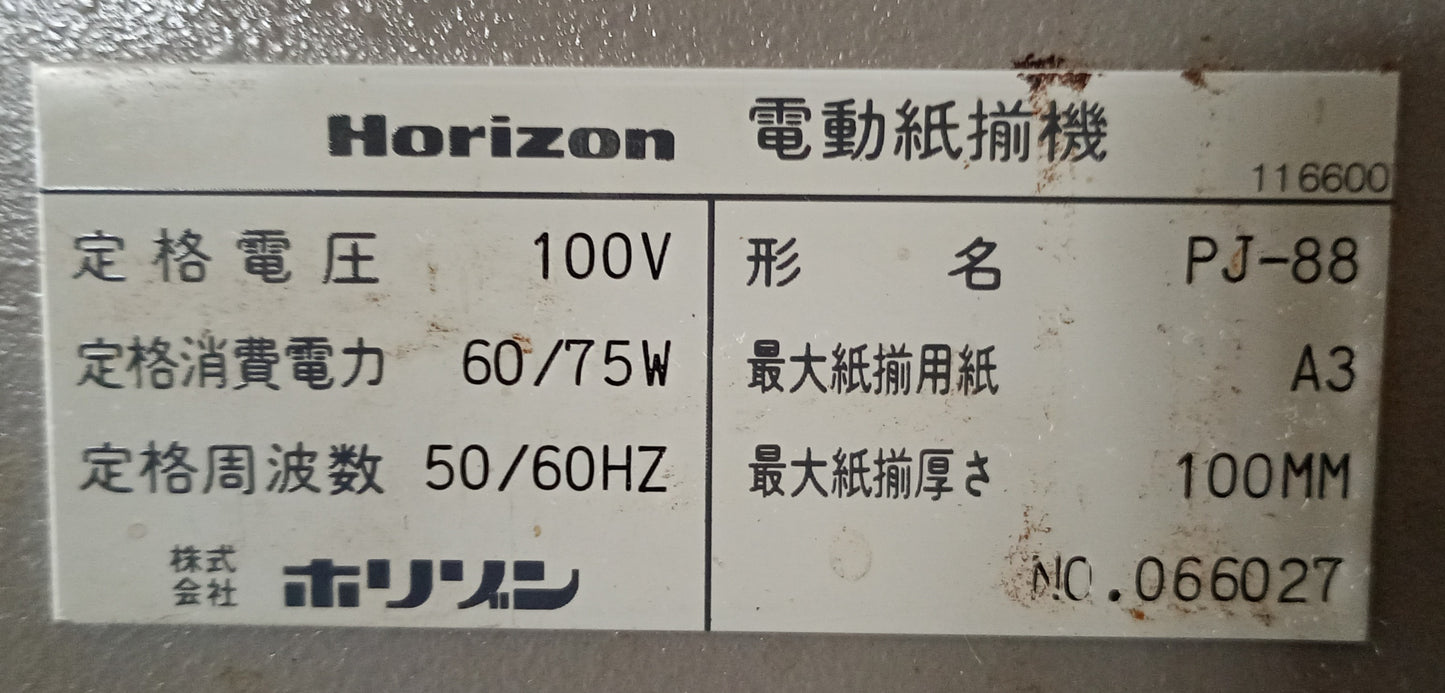 Horizon 電動紙揃機
116600
定格電圧 100V
定格消費電力 60/75W
定格周波数 50/60HZ
株式会社 ホリゾン
形名 PJ-88
最大紙揃用紙 A3
最大紙揃厚さ 100MM
NO.066027